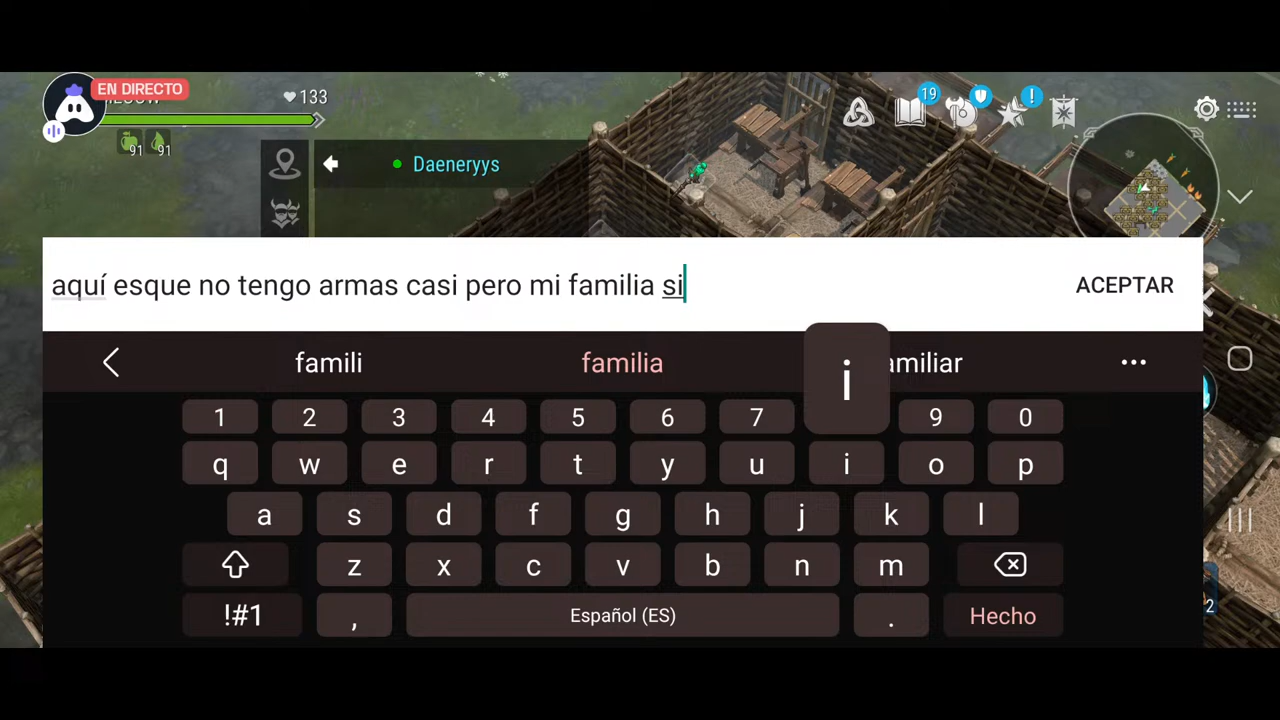 EN DIRECTO
133
91
91
19
!
Daeneryys
aquí esque no tengo armas casi pero mi familia si
ACEPTAR
famili
familia
amiliar
...
i
1 2 3 4 5 6 7 9 0
q w e r t y u i o p
a s d f g h j k l
z x c v b n m
!#1 , Español (ES) . Hecho
2